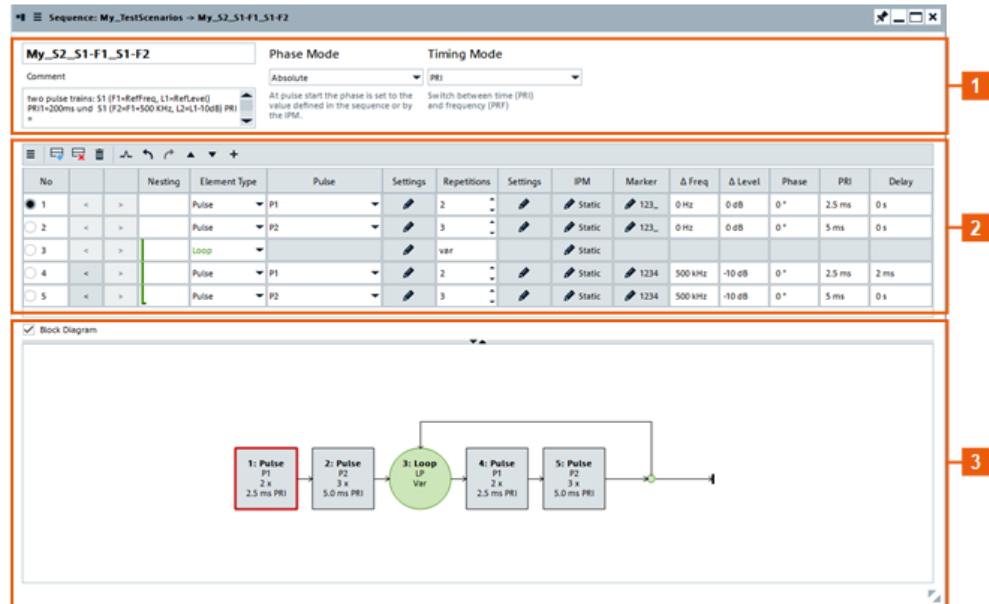 Sequence: My_TestScenarios -> My_S2_S1-F1_S1-F2
My_S2_S1-F1_S1-F2
Phase Mode
Timing Mode
Comment
Absolute
PRI
two pulse trains: S1 (F1=RefFreq, L1=RefLevel)
PRI1=200ms und S1 (F2=F1+500 KHz, L2=L1-10dB) PRI
=
At pulse start the phase is set to the
value defined in the sequence or by
the IPM.
Switch between time (PRI)
and frequency (PRF)
1
No Nesting Element Type Pulse Settings Repetitions Settings IPM Marker Δ Freq Δ Level Phase PRI Delay
1 < > Pulse P1 2 Static 123_ 0 Hz 0 dB 0 ° 2.5 ms 0 s
2 < > Pulse P2 3 Static 123_ 0 Hz 0 dB 0 ° 5 ms 0 s
3 < > Loop var Static
4 < > Pulse P1 2 Static 1234 500 kHz -10 dB 0 ° 2.5 ms 2 ms
5 < > Pulse P2 3 Static 1234 500 kHz -10 dB 0 ° 5 ms 0 s
2
Block Diagram
1: Pulse
P1
2 x
2.5 ms PRI
2: Pulse
P2
3 x
5.0 ms PRI
3: Loop
LP
Var
4: Pulse
P1
2 x
2.5 ms PRI
5: Pulse
P2
3 x
5.0 ms PRI
3